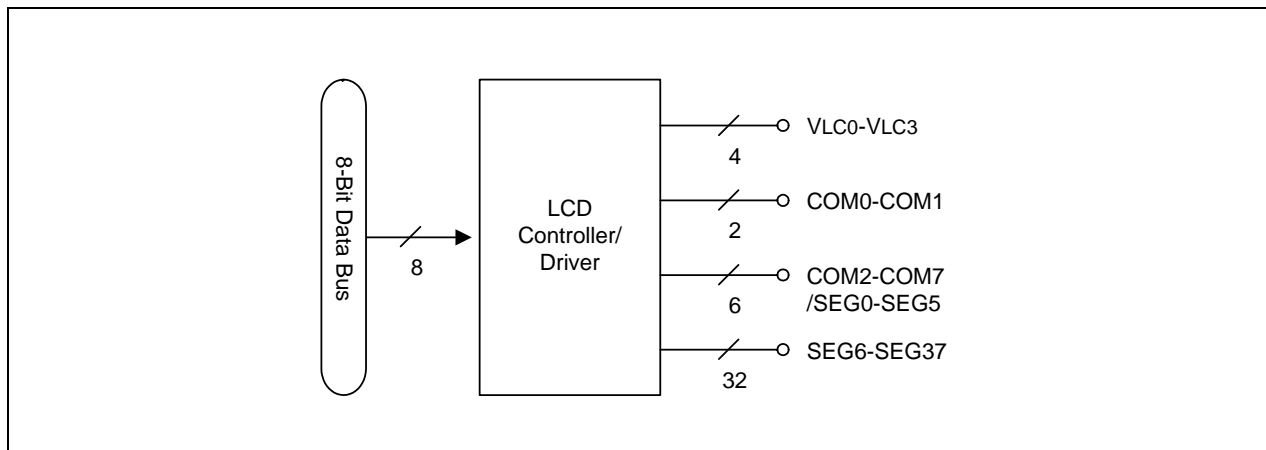 8-Bit Data Bus
8
LCD
Controller/
Driver
VLC0-VLC3
4
COM0-COM1
2
COM2-COM7
/SEG0-SEG5
6
SEG6-SEG37
32